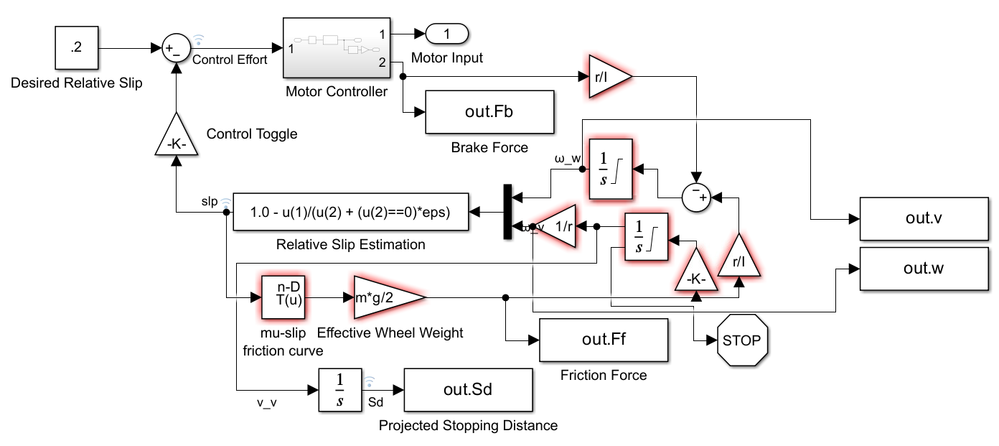 .2
Desired Relative Slip
+
−
Control Effort
1
1
2
Motor Controller
1
Motor Input
r/I
out.Fb
Brake Force
-K-
Control Toggle
ω_w
1
s
−
+
slp
1.0 - u(1)/(u(2) + (u(2)==0)*eps)
Relative Slip Estimation
ω_v
1/r
1
s
-K-
r/I
out.v
out.w
n-D
T(u)
mu-slip
friction curve
m*g/2
Effective Wheel Weight
out.Ff
Friction Force
STOP
v_v
1
s
Sd
out.Sd
Projected Stopping Distance